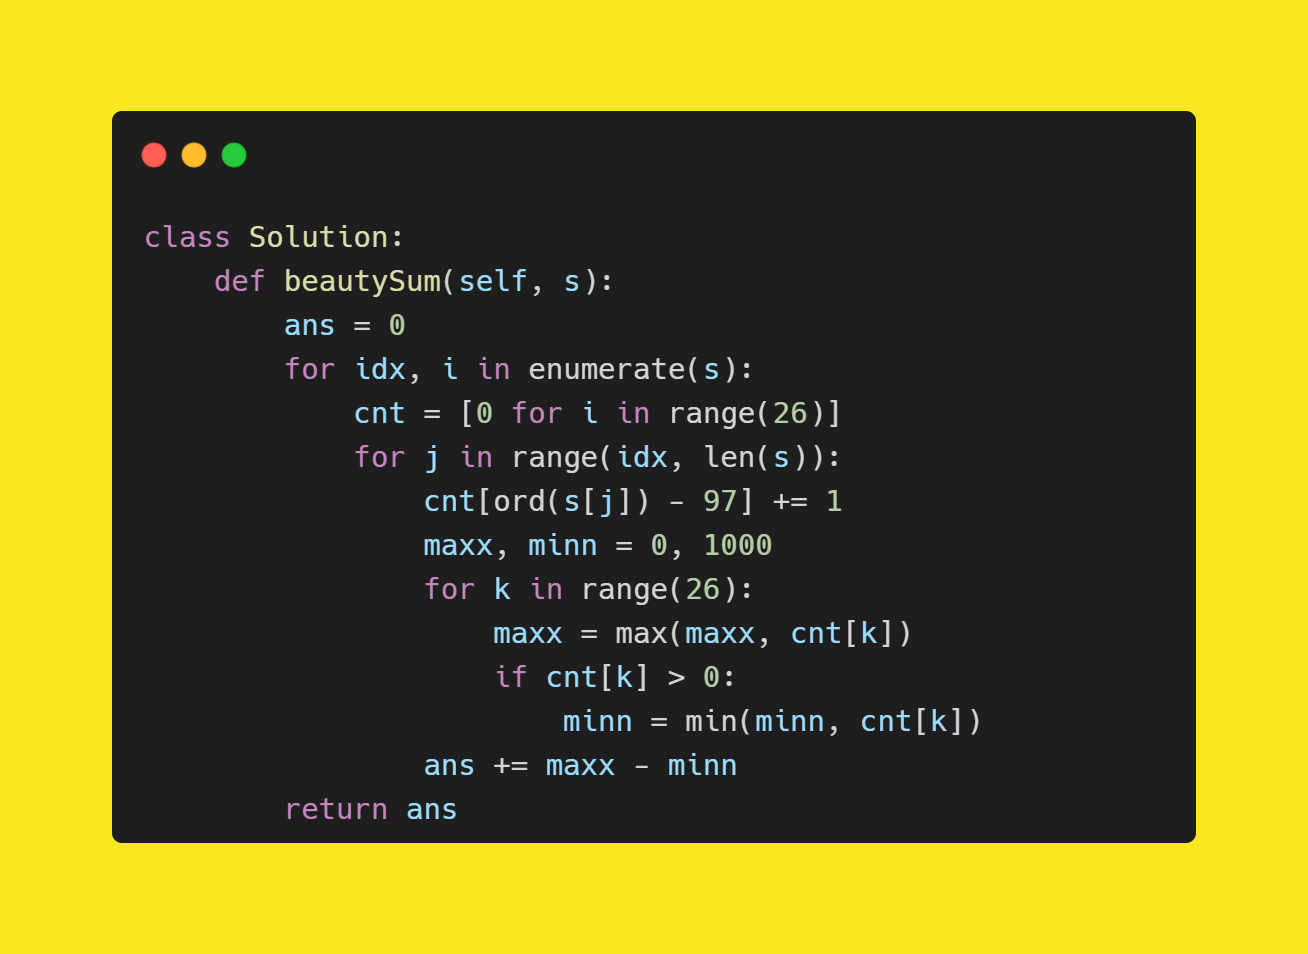 class Solution:
    def beautySum(self, s):
        ans = 0
        for idx, i in enumerate(s):
            cnt = [0 for i in range(26)]
            for j in range(idx, len(s)):
                cnt[ord(s[j]) - 97] += 1
                maxx, minn = 0, 1000
                for k in range(26):
                    maxx = max(maxx, cnt[k])
                    if cnt[k] > 0:
                        minn = min(minn, cnt[k])
                ans += maxx - minn
        return ans